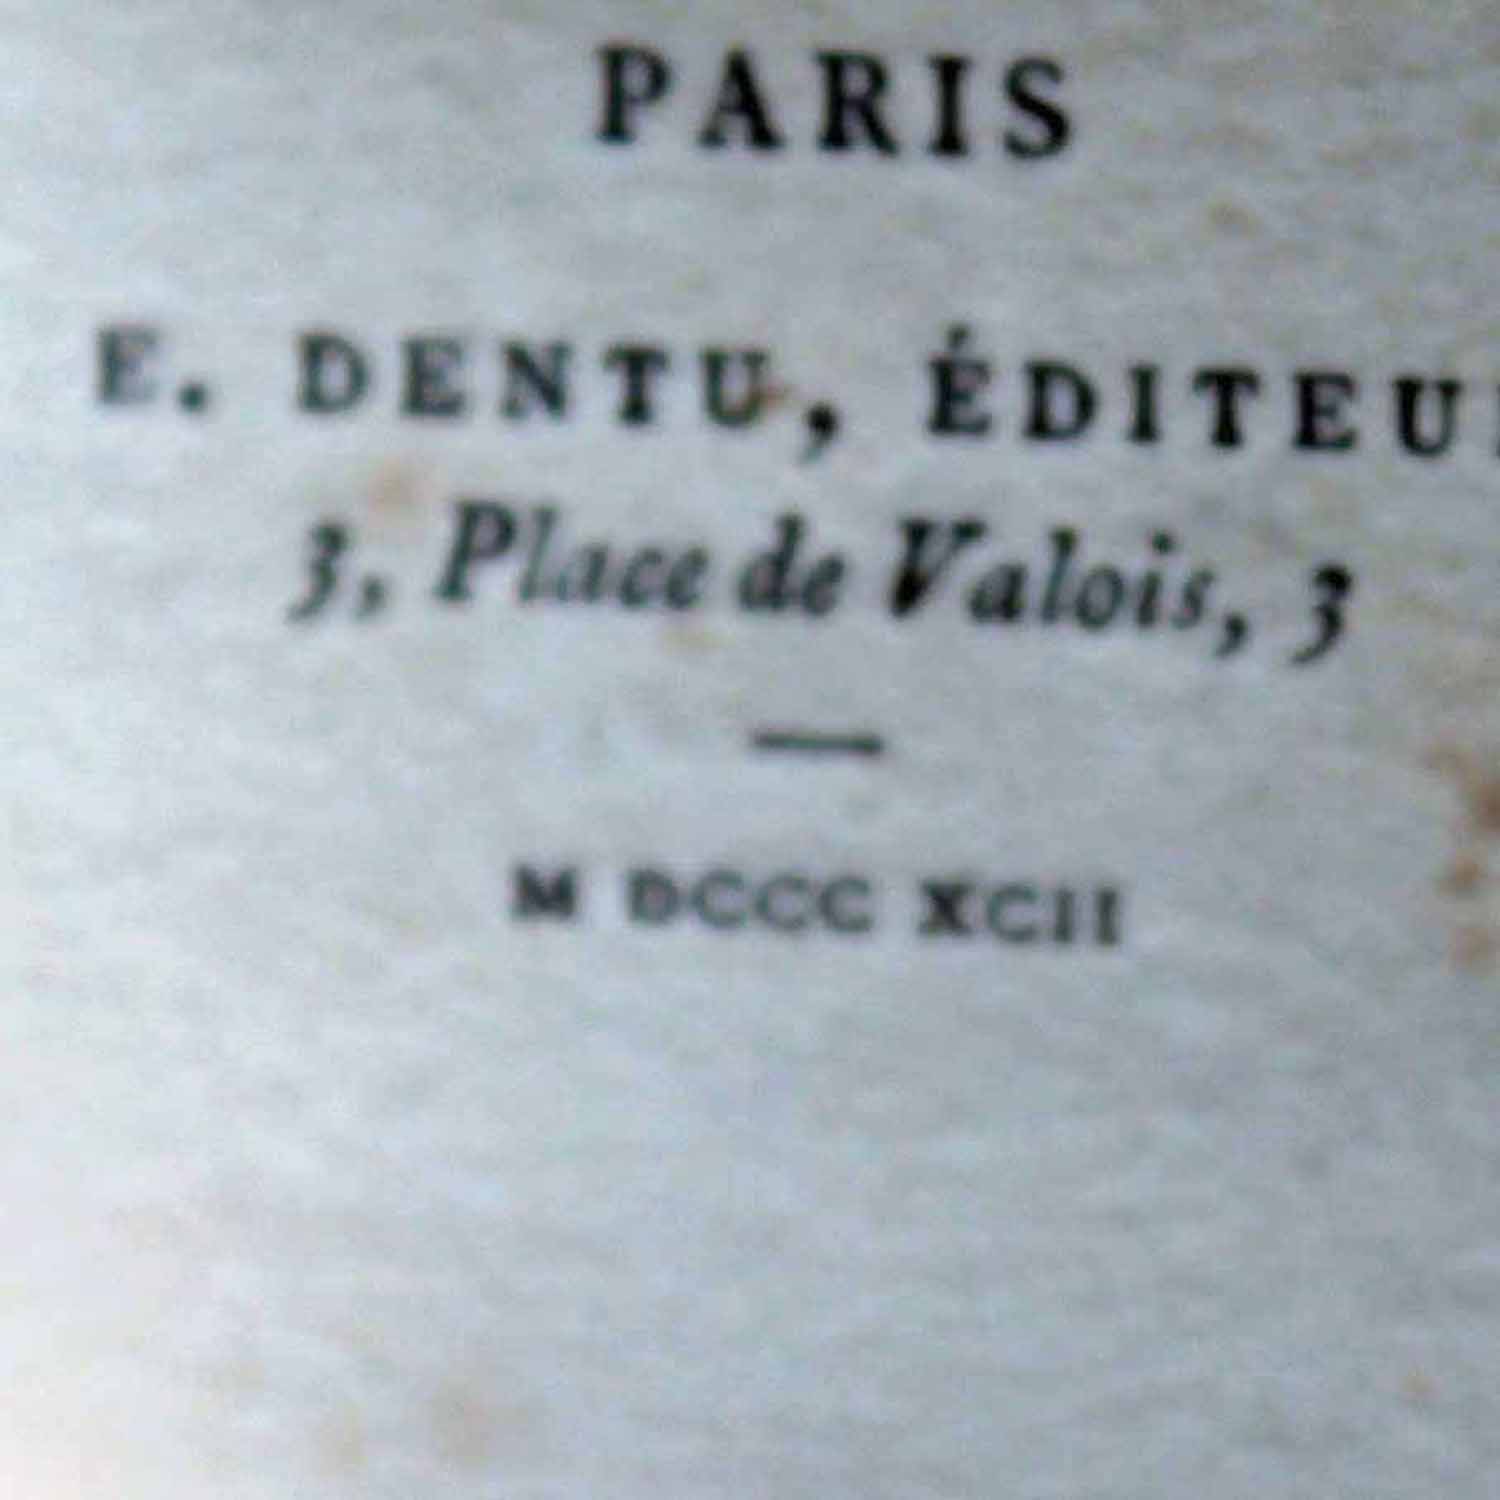 PARIS
E. DENTU, ÉDITEU
3, Place de Valois, 3
—
M DCCC XCII